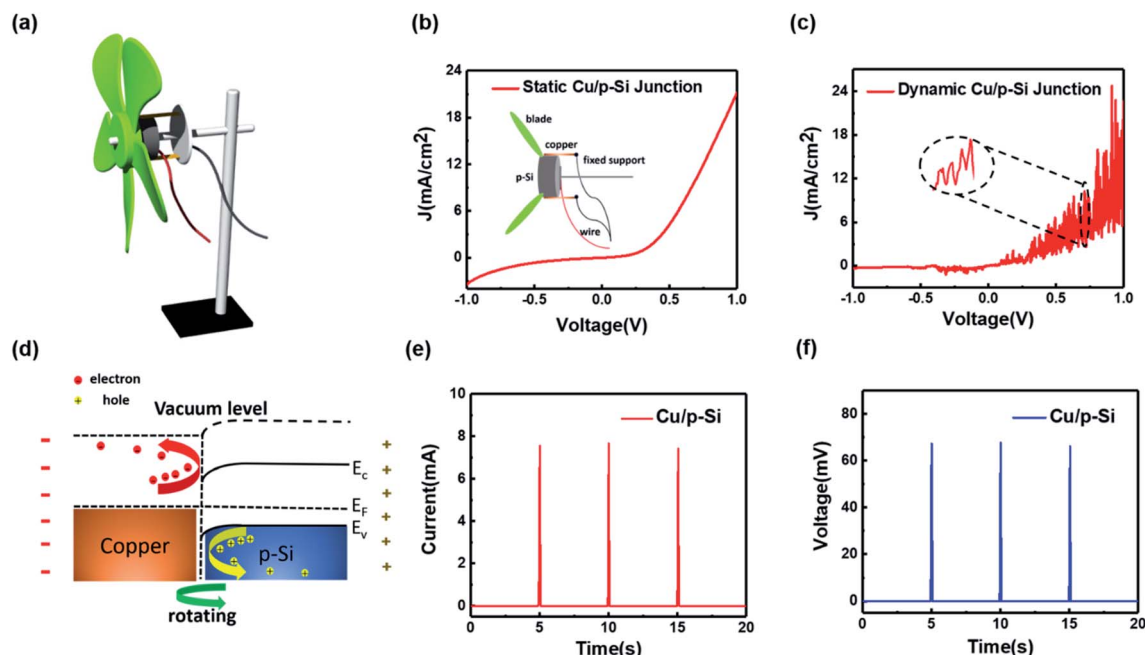 (a)
(b)
24
18
12
6
0
J(mA/cm2)
Static Cu/p-Si Junction
blade
copper
fixed support
p-Si
wire
-1.0
-0.5
0.0
0.5
1.0
Voltage(V)
(c)
24
18
12
6
0
J(mA/cm2)
Dynamic Cu/p-Si Junction
-1.0
-0.5
0.0
0.5
1.0
Voltage(V)
(d)
- electron
+ hole
Vacuum level
Ec
EF
Ev
Copper
p-Si
rotating
(e)
10
8
6
4
2
0
Current(mA)
Cu/p-Si
0
5
10
15
20
Time(s)
(f)
80
60
40
20
0
Voltage(mV)
Cu/p-Si
0
5
10
15
20
Time(s)